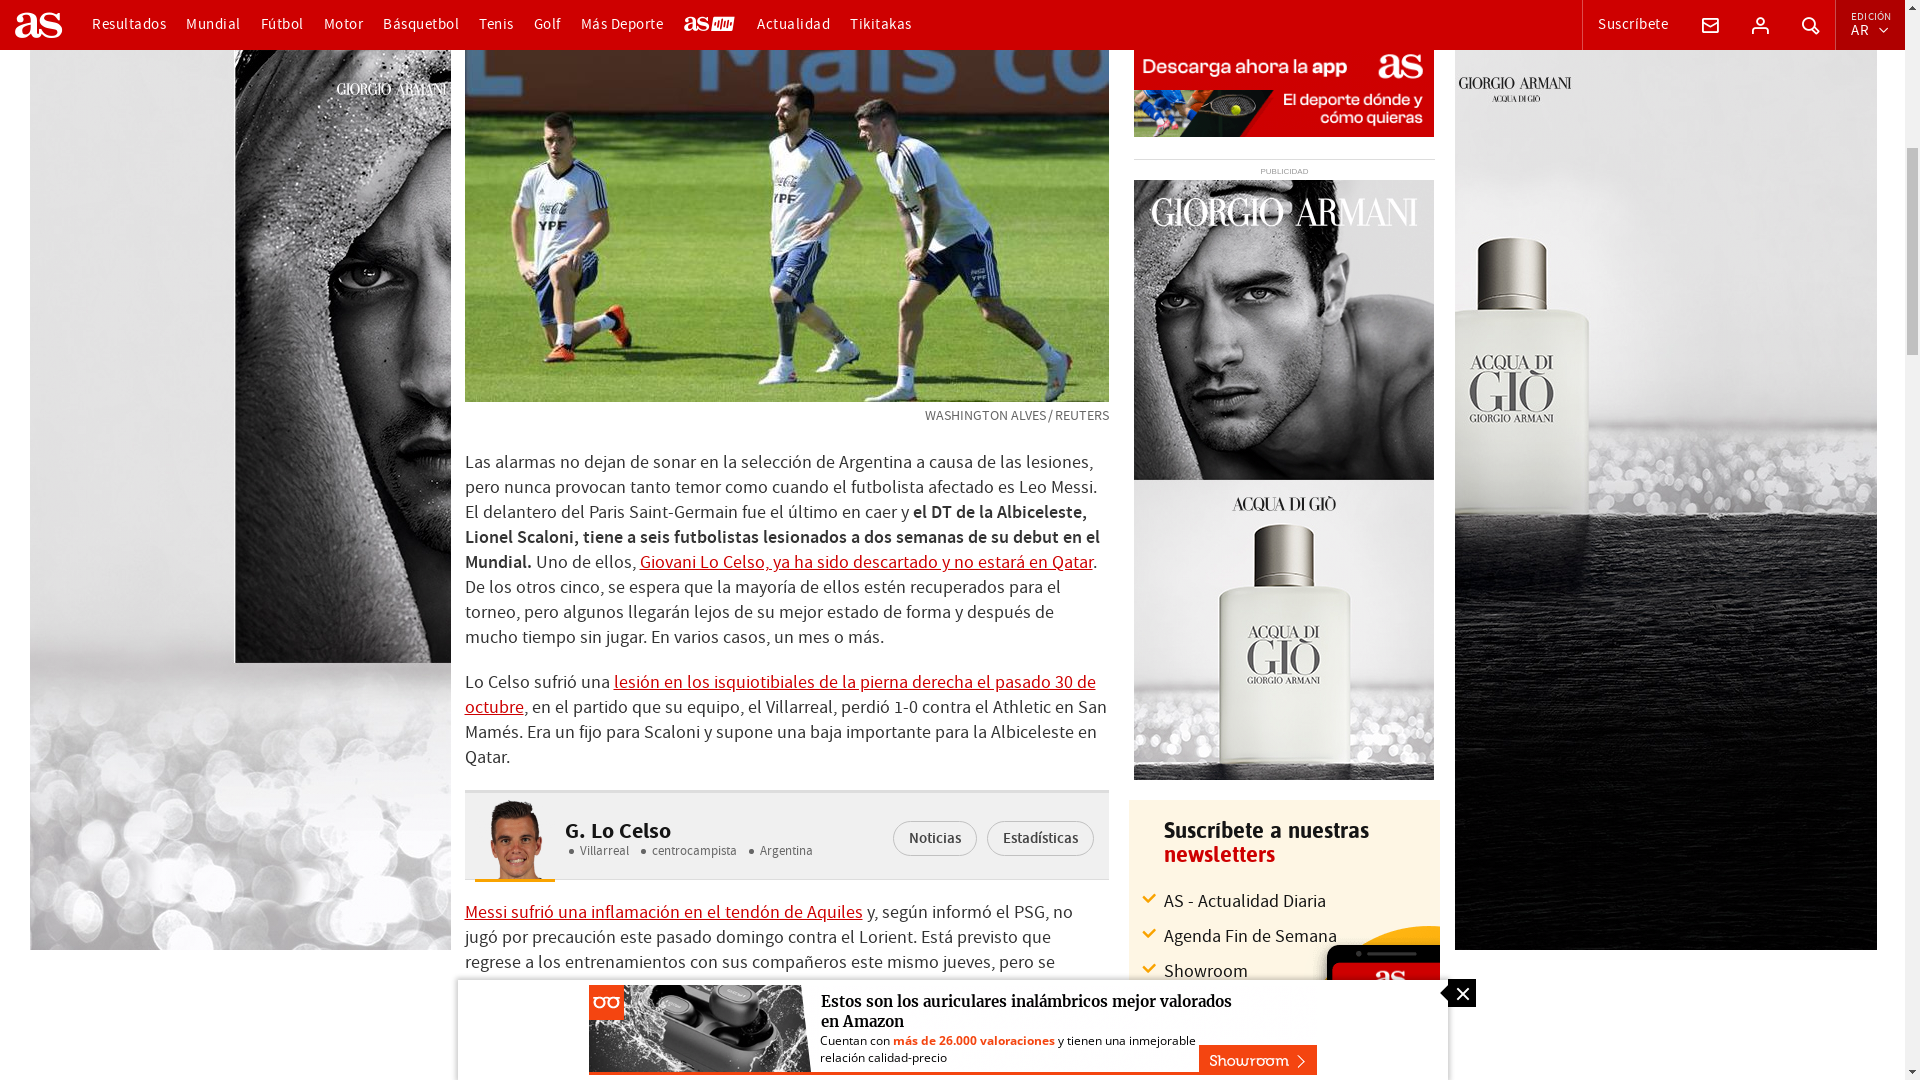 as
Resultados
Mundial
Fútbol
Motor
Básquetbol
Tenis
Golf
Más Deporte
as
Actualidad
Tikitakas
Suscríbete
EDICIÓN
AR
GIORGIO ARMANI
Mais co
YPF
YPF
YPF
WASHINGTON ALVES / REUTERS
Las alarmas no dejan de sonar en la selección de Argentina a causa de las lesiones,
pero nunca provocan tanto temor como cuando el futbolista afectado es Leo Messi.
El delantero del Paris Saint-Germain fue el último en caer y el DT de la Albiceleste,
Lionel Scaloni, tiene a seis futbolistas lesionados a dos semanas de su debut en el
Mundial. Uno de ellos, Giovani Lo Celso, ya ha sido descartado y no estará en Qatar.
De los otros cinco, se espera que la mayoría de ellos estén recuperados para el
torneo, pero algunos llegarán lejos de su mejor estado de forma y después de
mucho tiempo sin jugar. En varios casos, un mes o más.
Lo Celso sufrió una lesión en los isquiotibiales de la pierna derecha el pasado 30 de
octubre, en el partido que su equipo, el Villarreal, perdió 1-0 contra el Athletic en San
Mamés. Era un fijo para Scaloni y supone una baja importante para la Albiceleste en
Qatar.
G. Lo Celso
Villarreal
centrocampista
Argentina
Noticias
Estadísticas
Messi sufrió una inflamación en el tendón de Aquiles y, según informó el PSG, no
jugó por precaución este pasado domingo contra el Lorient. Está previsto que
regrese a los entrenamientos con sus compañeros este mismo jueves, pero se
Descarga ahora la app as
El deporte dónde y
cómo quieras
PUBLICIDAD
GIORGIO ARMANI
ACQUA DI GIÒ
ACQUA DI
GIÒ
GIORGIO ARMANI
Suscríbete a nuestras
newsletters
AS - Actualidad Diaria
Agenda Fin de Semana
Showroom
as
GIORGIO ARMANI
ACQUA DI GIÒ
ACQUA DI
GIÒ
GIORGIO ARMANI
Estos son los auriculares inalámbricos mejor valorados
en Amazon
Cuentan con más de 26.000 valoraciones y tienen una inmejorable
relación calidad-precio
Showroom